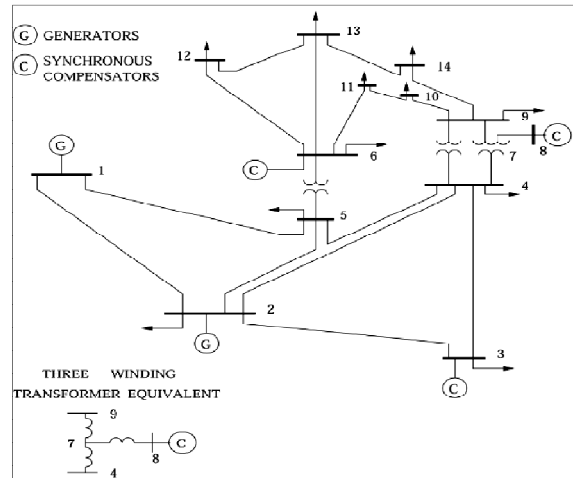 G GENERATORS
C SYNCHRONOUS
COMPENSATORS
13
12
14
11
10
9
C
8
7
6
C
G
1
4
5
2
G
3
C
THREE WINDING
TRANSFORMER EQUIVALENT
9
7
C
8
4